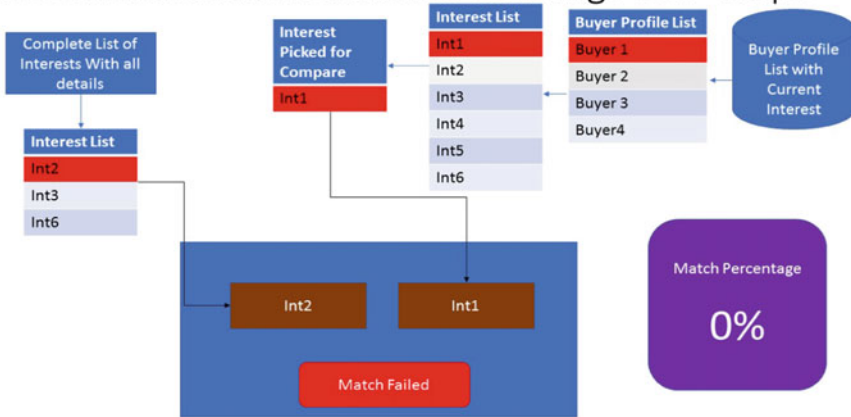 Complete List of
Interests With all
details
Interest List
Int2
Int3
Int6
Interest
Picked for
Compare
Int1
Interest List
Int1
Int2
Int3
Int4
Int5
Int6
Buyer Profile List
Buyer 1
Buyer 2
Buyer 3
Buyer4
Buyer Profile
List with
Current
Interest
Int2
Int1
Match Failed
Match Percentage
0%